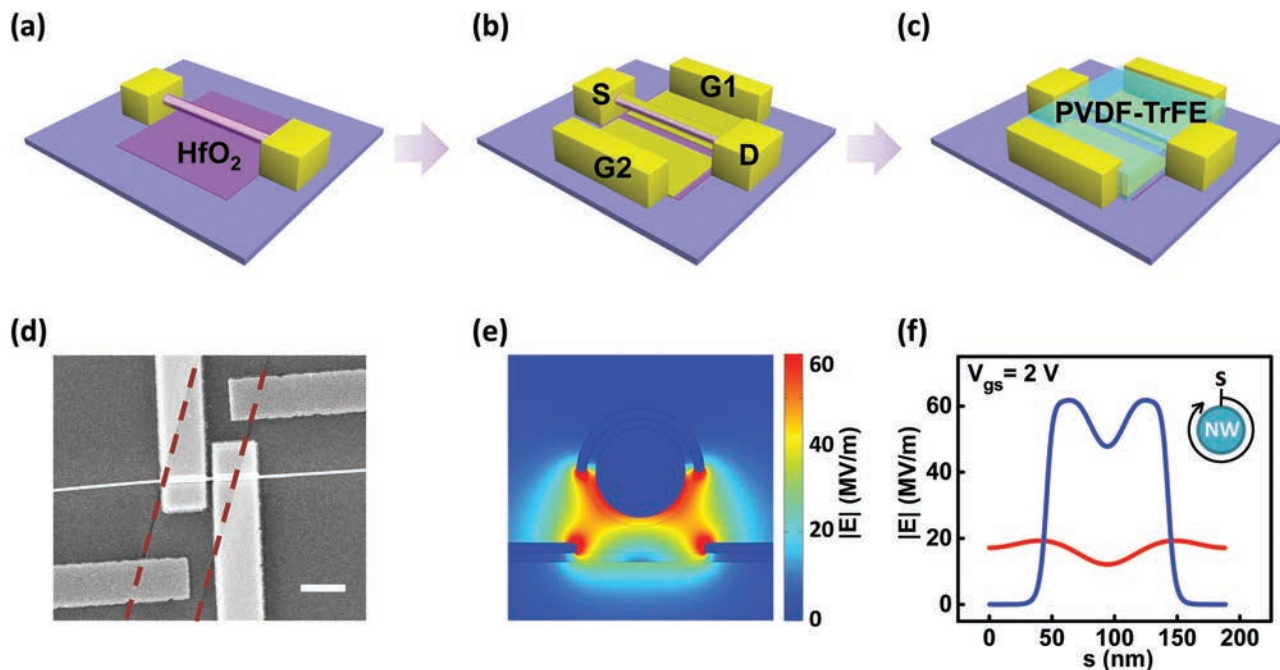 (a)
(b)
(c)
HfO₂
S
G1
G2
D
PVDF-TrFE
(d)
(e)
(f)
60
40
20
0
|E| (MV/m)
V_gs = 2 V
s
NW
60
40
20
0
|E| (MV/m)
0
50
100
150
200
s (nm)